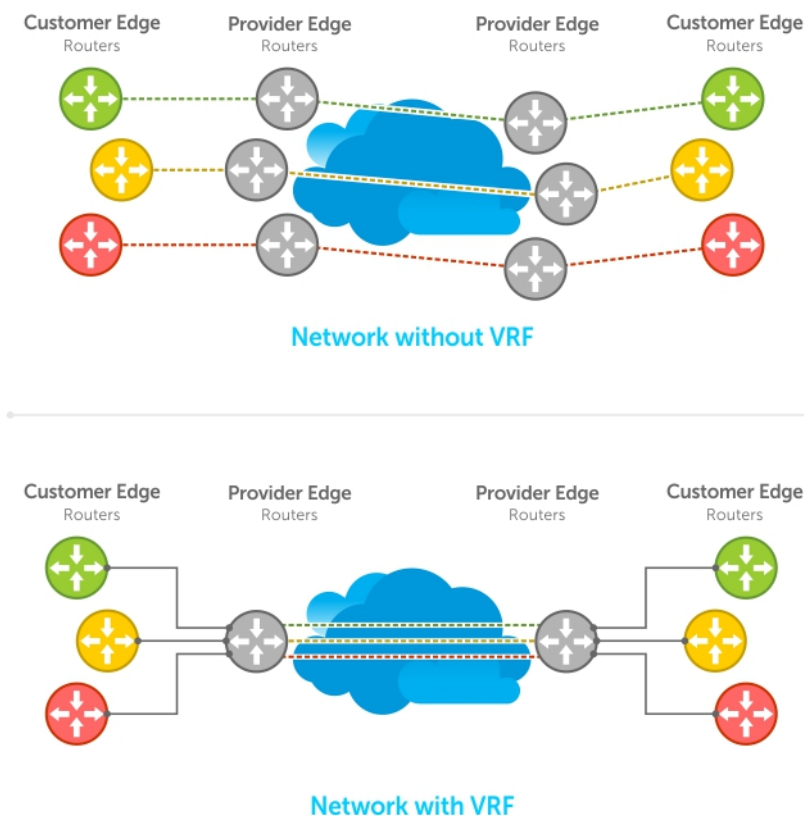 Customer Edge Provider Edge Provider Edge Customer Edge
Routers Routers Routers Routers
Network without VRF
Customer Edge Provider Edge Provider Edge Customer Edge
Routers Routers Routers Routers
Network with VRF